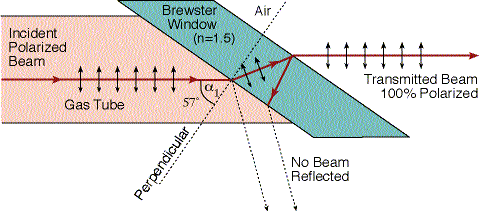 Incident
Polarized
Beam
Brewster
Window
(n=1.5)
Air
Gas Tube
57°
α1
Perpendicular
Transmitted Beam
100% Polarized
No Beam
Reflected